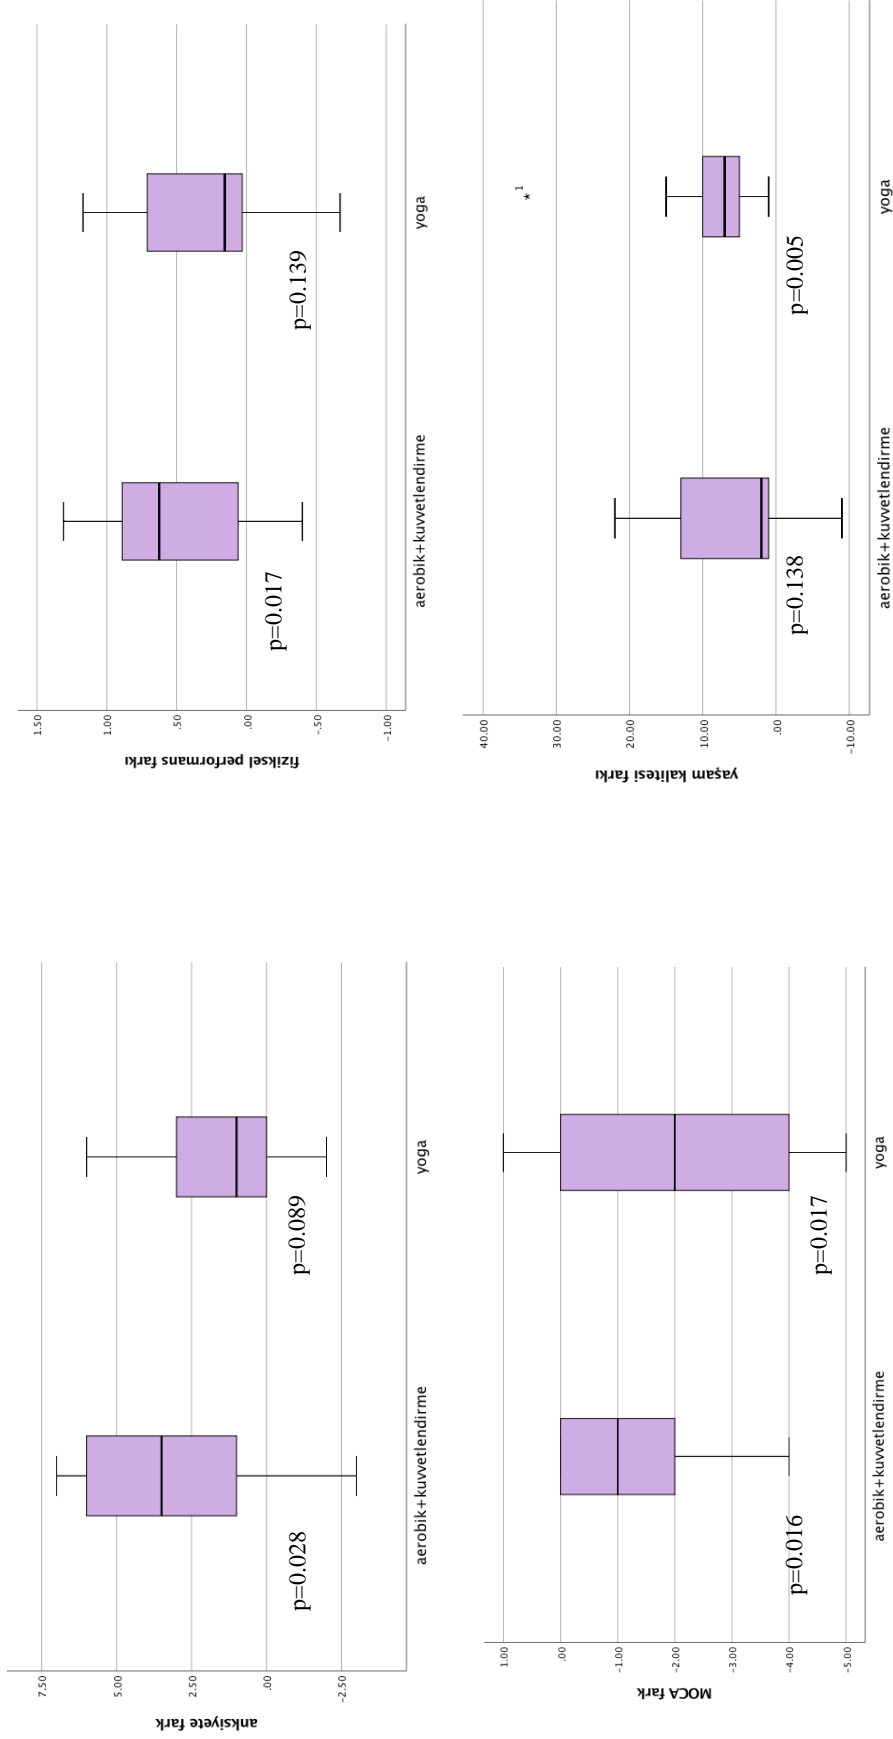 anksiyete fark
7.50
5.00
2.50
.00
-2.50
p=0.028
p=0.089
aerobik+kuvvetlendirme
yoga
fiziksel performans farkı
1.50
1.00
.50
.00
-.50
-1.00
p=0.017
p=0.139
aerobik+kuvvetlendirme
yoga
MOCA fark
1.00
.00
-1.00
-2.00
-3.00
-4.00
-5.00
p=0.016
p=0.017
aerobik+kuvvetlendirme
yoga
yaşam kalitesi farkı
40.00
30.00
20.00
10.00
.00
-10.00
*1
p=0.138
p=0.005
aerobik+kuvvetlendirme
yoga